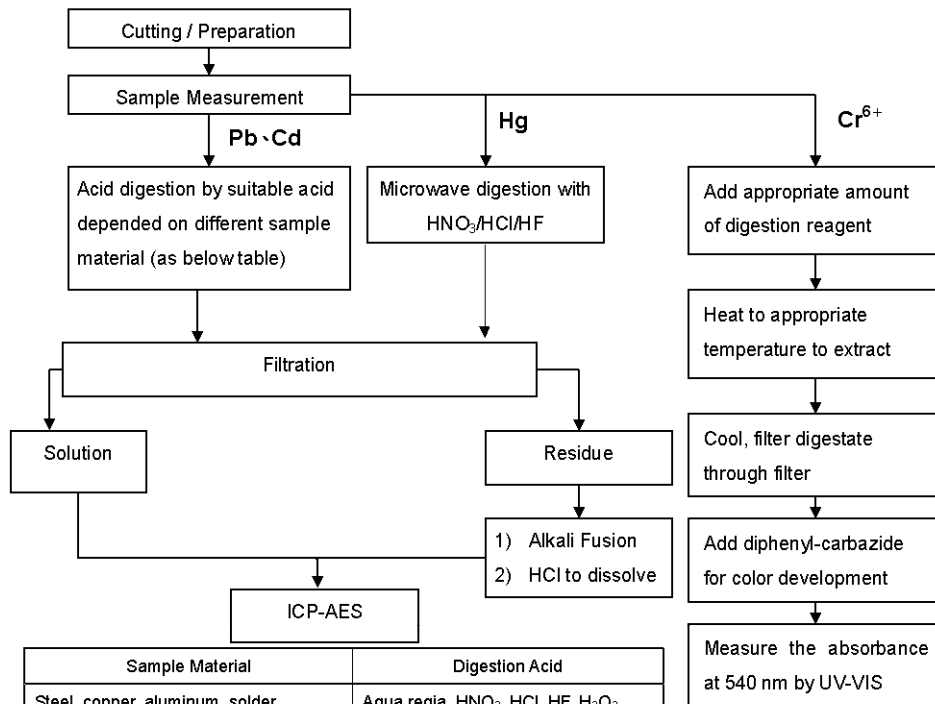 Cutting / Preparation
Sample Measurement
Pb、Cd
Hg
Cr⁶⁺
Acid digestion by suitable acid
depended on different sample
material (as below table)
Microwave digestion with
HNO₃/HCl/HF
Add appropriate amount
of digestion reagent
Heat to appropriate
temperature to extract
Filtration
Solution
Residue
Cool, filter digestate
through filter
1) Alkali Fusion
2) HCl to dissolve
Add diphenyl-carbazide
for color development
ICP-AES
Measure the absorbance
at 540 nm by UV-VIS
Sample Material
Digestion Acid
Steel, copper, aluminum, solder
Aqua regia, HNO₃, HCl, HF, H₂O₂